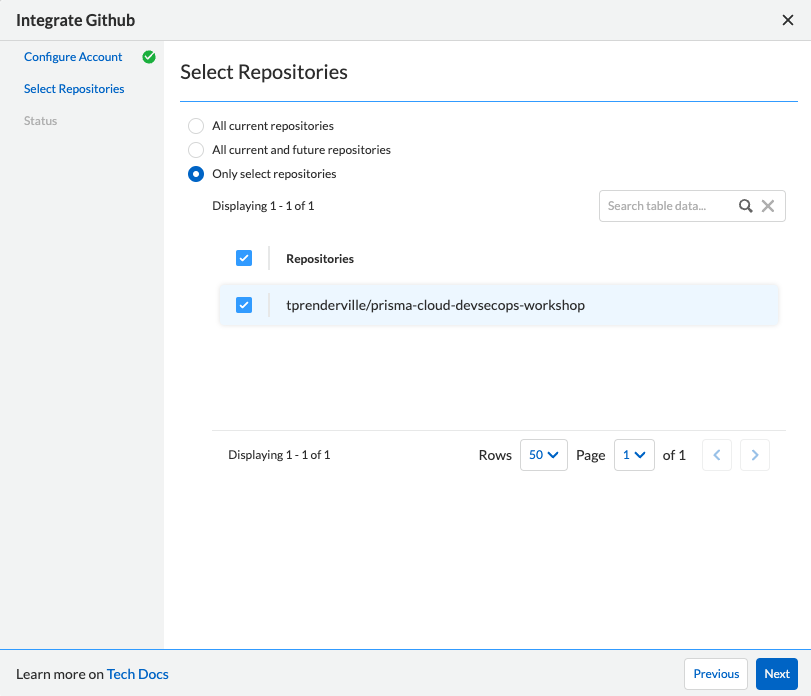 Integrate Github
Configure Account
Select Repositories
Status
Select Repositories
All current repositories
All current and future repositories
Only select repositories
Displaying 1 - 1 of 1
Search table data...
Repositories
tprenderville/prisma-cloud-devsecops-workshop
Displaying 1 - 1 of 1
Rows 50 Page 1 of 1
Learn more on Tech Docs
Previous
Next